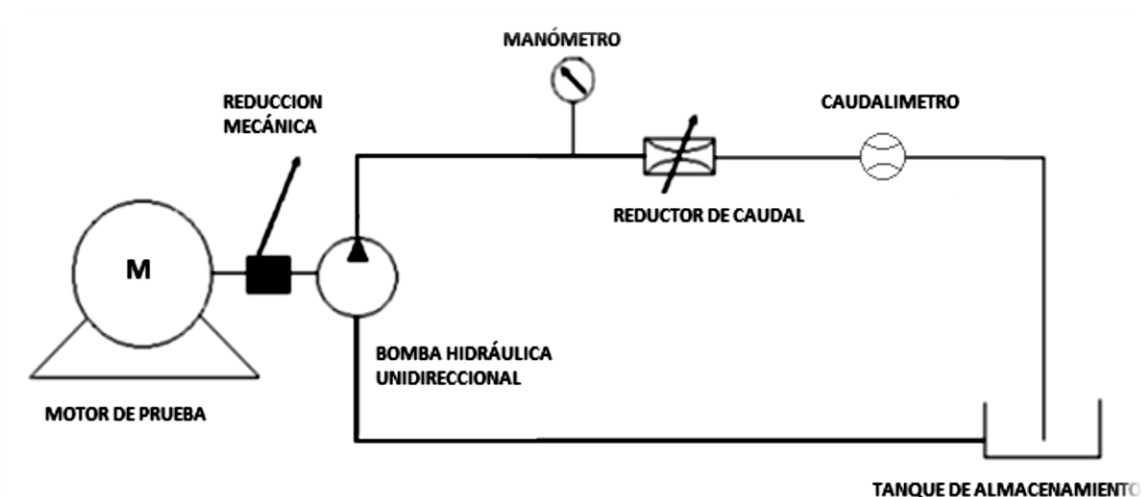 MANÓMETRO
REDUCCION
MECÁNICA
CAUDALIMETRO
REDUCTOR DE CAUDAL
M
BOMBA HIDRÁULICA
UNIDIRECCIONAL
MOTOR DE PRUEBA
TANQUE DE ALMACENAMIENTO